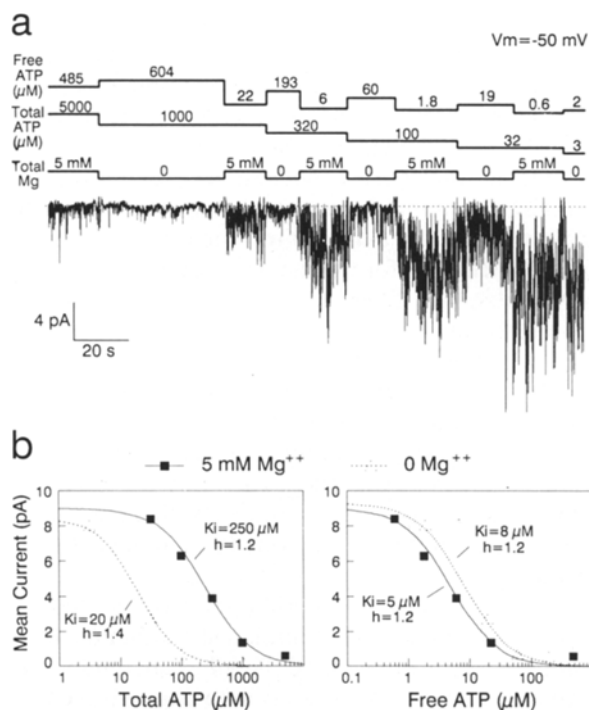 a
Vm=-50 mV
Free ATP (µM)
485 604 22 193 6 60 1.8 19 0.6 2
Total ATP (µM)
5000 1000 320 100 32 3
Total Mg
5 mM 0 5 mM 0 5 mM 0 5 mM 0 5 mM 0
4 pA
20 s
b
5 mM Mg++ 0 Mg++
Mean Current (pA)
10
8
6
4
2
0
Ki=250 µM
h=1.2
Ki=20 µM
h=1.4
1 10 100 1000
Total ATP (µM)
10
8
6
4
2
0
Ki=8 µM
h=1.2
Ki=5 µM
h=1.2
0.1 1 10 100
Free ATP (µM)